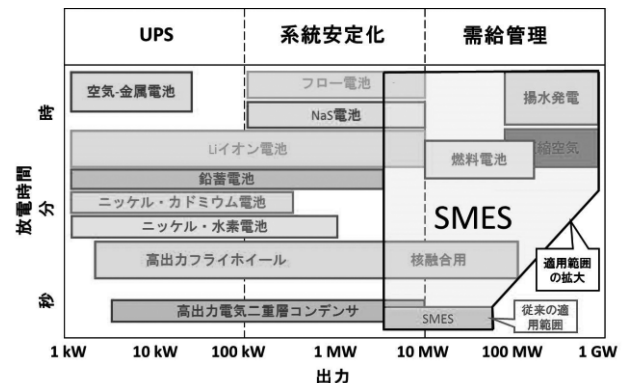 UPS
系統安定化
需給管理
空気-金属電池
フロー電池
揚水発電
NaS電池
Liイオン電池
燃料電池
縮空気
鉛蓄電池
ニッケル・カドミウム電池
SMES
ニッケル・水素電池
高出力フライホイール
核融合用
適用範囲
の拡大
高出力電気二重層コンデンサ
SMES
従来の適
用範囲
放電時間
時
分
秒
1 kW
10 kW
100 kW
1 MW
10 MW
100 MW
1 GW
出力